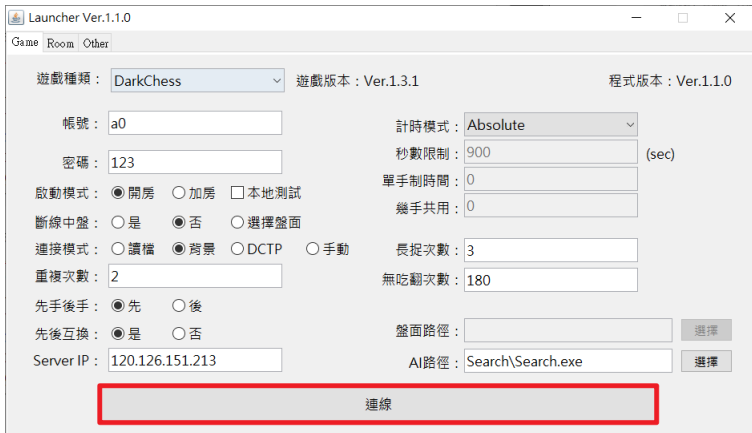 Launcher Ver.1.1.0
Game Room Other
遊戲種類： DarkChess 遊戲版本：Ver.1.3.1 程式版本：Ver.1.1.0
帳號： a0 計時模式： Absolute
密碼： 123 秒數限制： 900 (sec)
啟動模式： 開房 加房 本地測試 單手制時間： 0
斷線中盤： 是 否 選擇盤面 幾手共用： 0
連接模式： 讀檔 背景 DCTP 手動 長捉次數： 3
重複次數： 2 無吃翻次數： 180
先手後手： 先 後
先後互換： 是 否 盤面路徑： 選擇
Server IP： 120.126.151.213 AI路徑： Search\Search.exe 選擇
連線